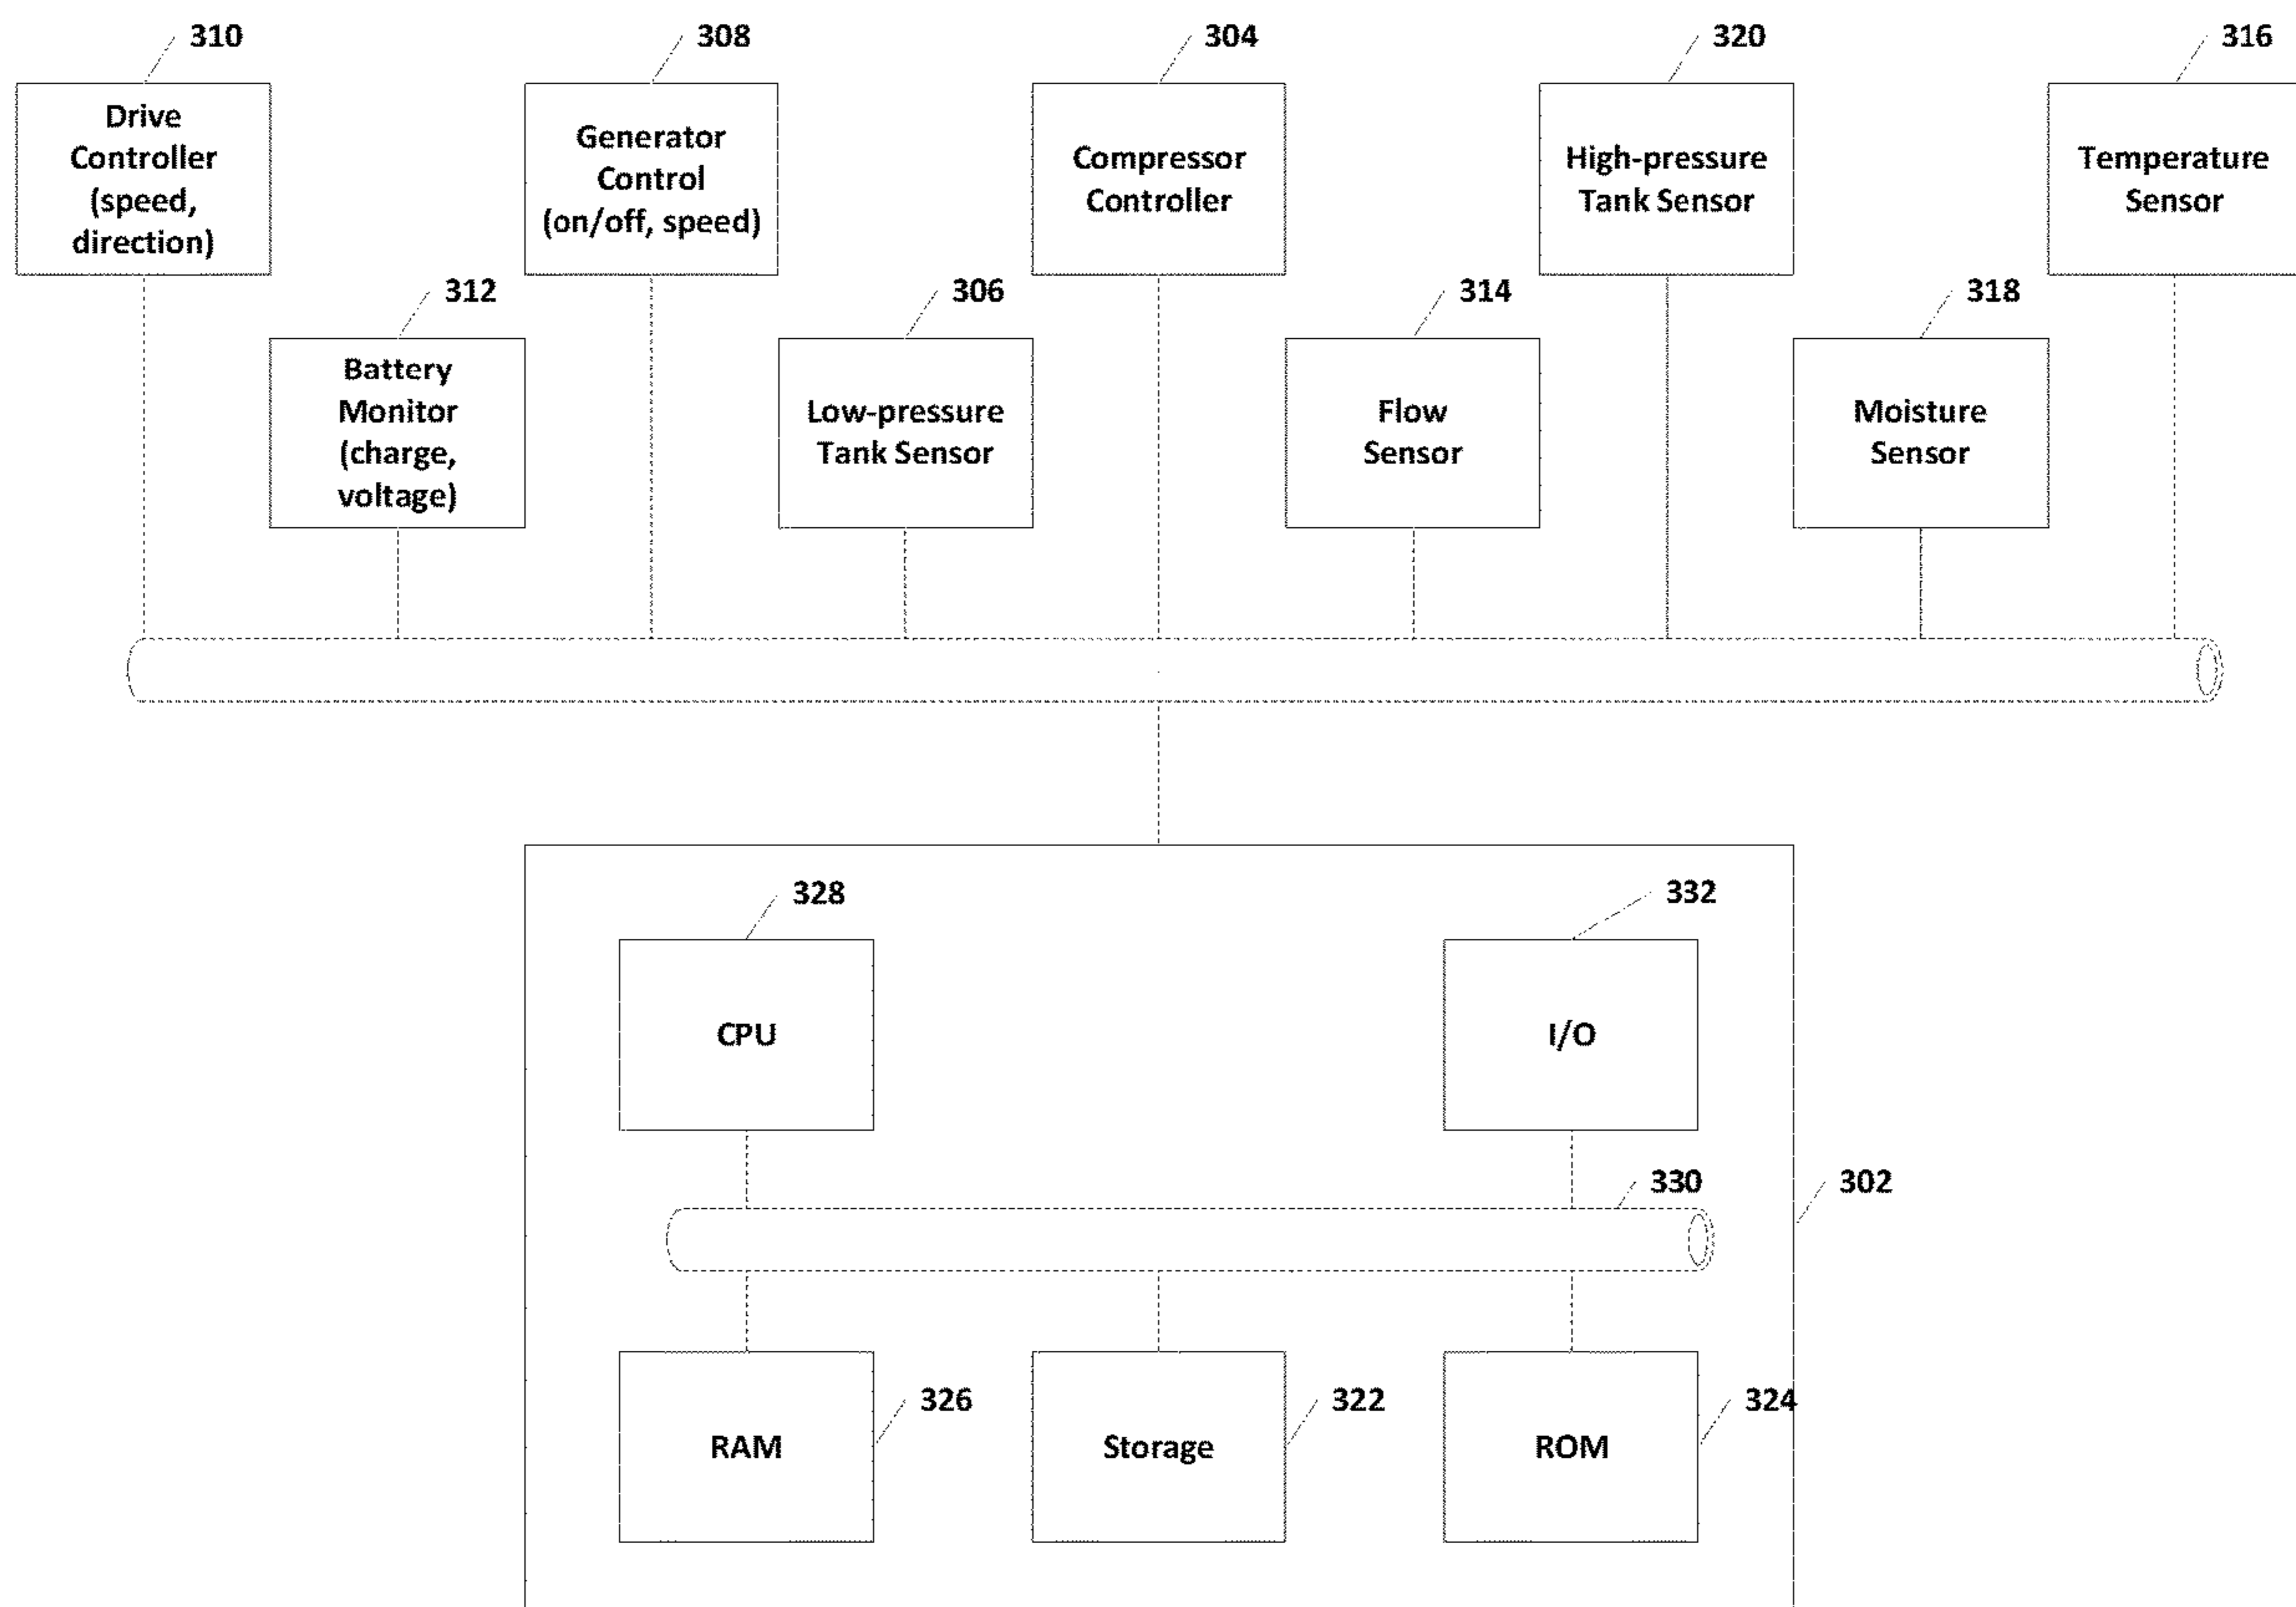 310
308
304
320
316
Drive
Controller
(speed,
direction)
Generator
Control
(on/off, speed)
Compressor
Controller
High-pressure
Tank Sensor
Temperature
Sensor
312
306
314
318
Battery
Monitor
(charge,
voltage)
Low-pressure
Tank Sensor
Flow
Sensor
Moisture
Sensor
328
332
CPU
I/O
330
302
RAM
326
Storage
322
ROM
324